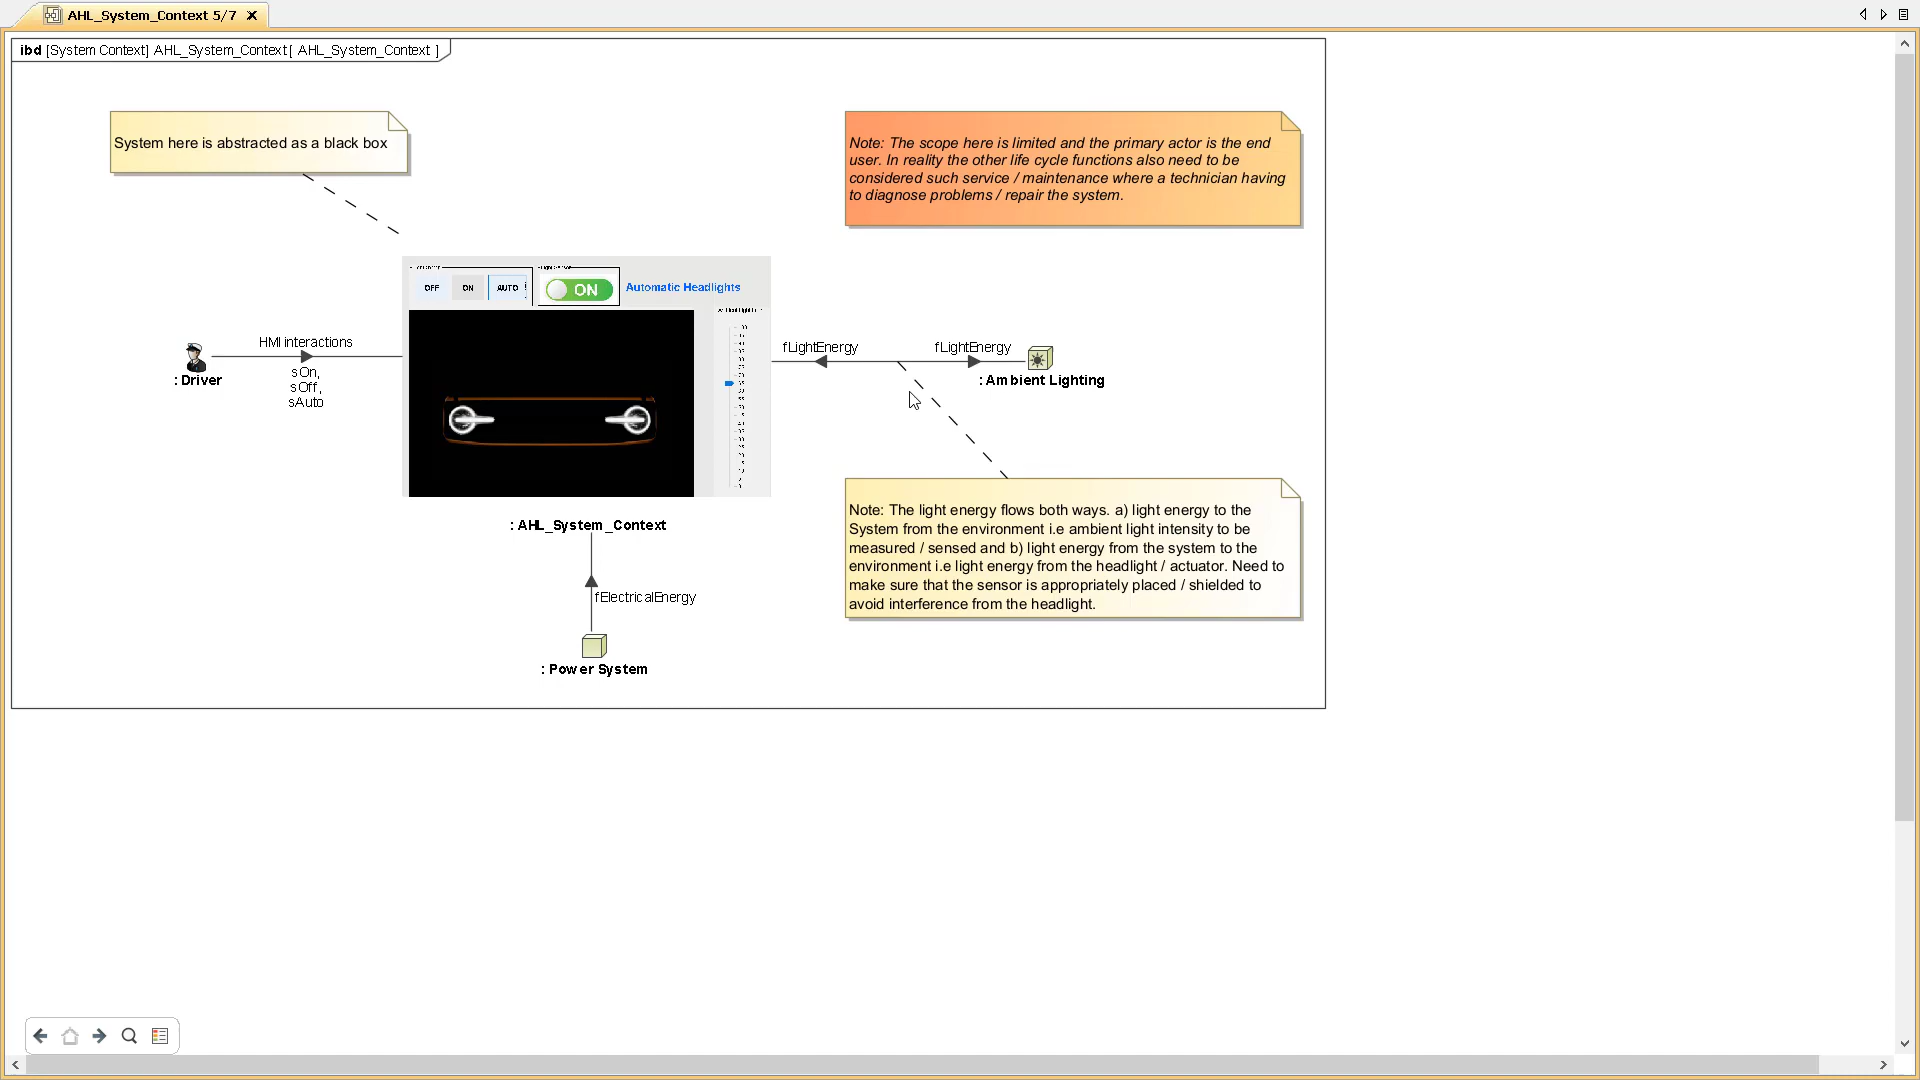 AHL_System_Context 5/7
ibd [System Context] AHL_System_Context[ AHL_System_Context ]
System here is abstracted as a black box
Note: The scope here is limited and the primary actor is the end
user. In reality the other life cycle functions also need to be
considered such service / maintenance where a technician having
to diagnose problems / repair the system.
OFF
ON
AUTO
ON
Automatic Headlights
HMI interactions
sOn,
sOff,
sAuto
: Driver
fLightEnergy
fLightEnergy
: Ambient Lighting
: AHL_System_Context
fElectricalEnergy
: Power System
Note: The light energy flows both ways. a) light energy to the
System from the environment i.e ambient light intensity to be
measured / sensed and b) light energy from the system to the
environment i.e light energy from the headlight / actuator. Need to
make sure that the sensor is appropriately placed / shielded to
avoid interference from the headlight.